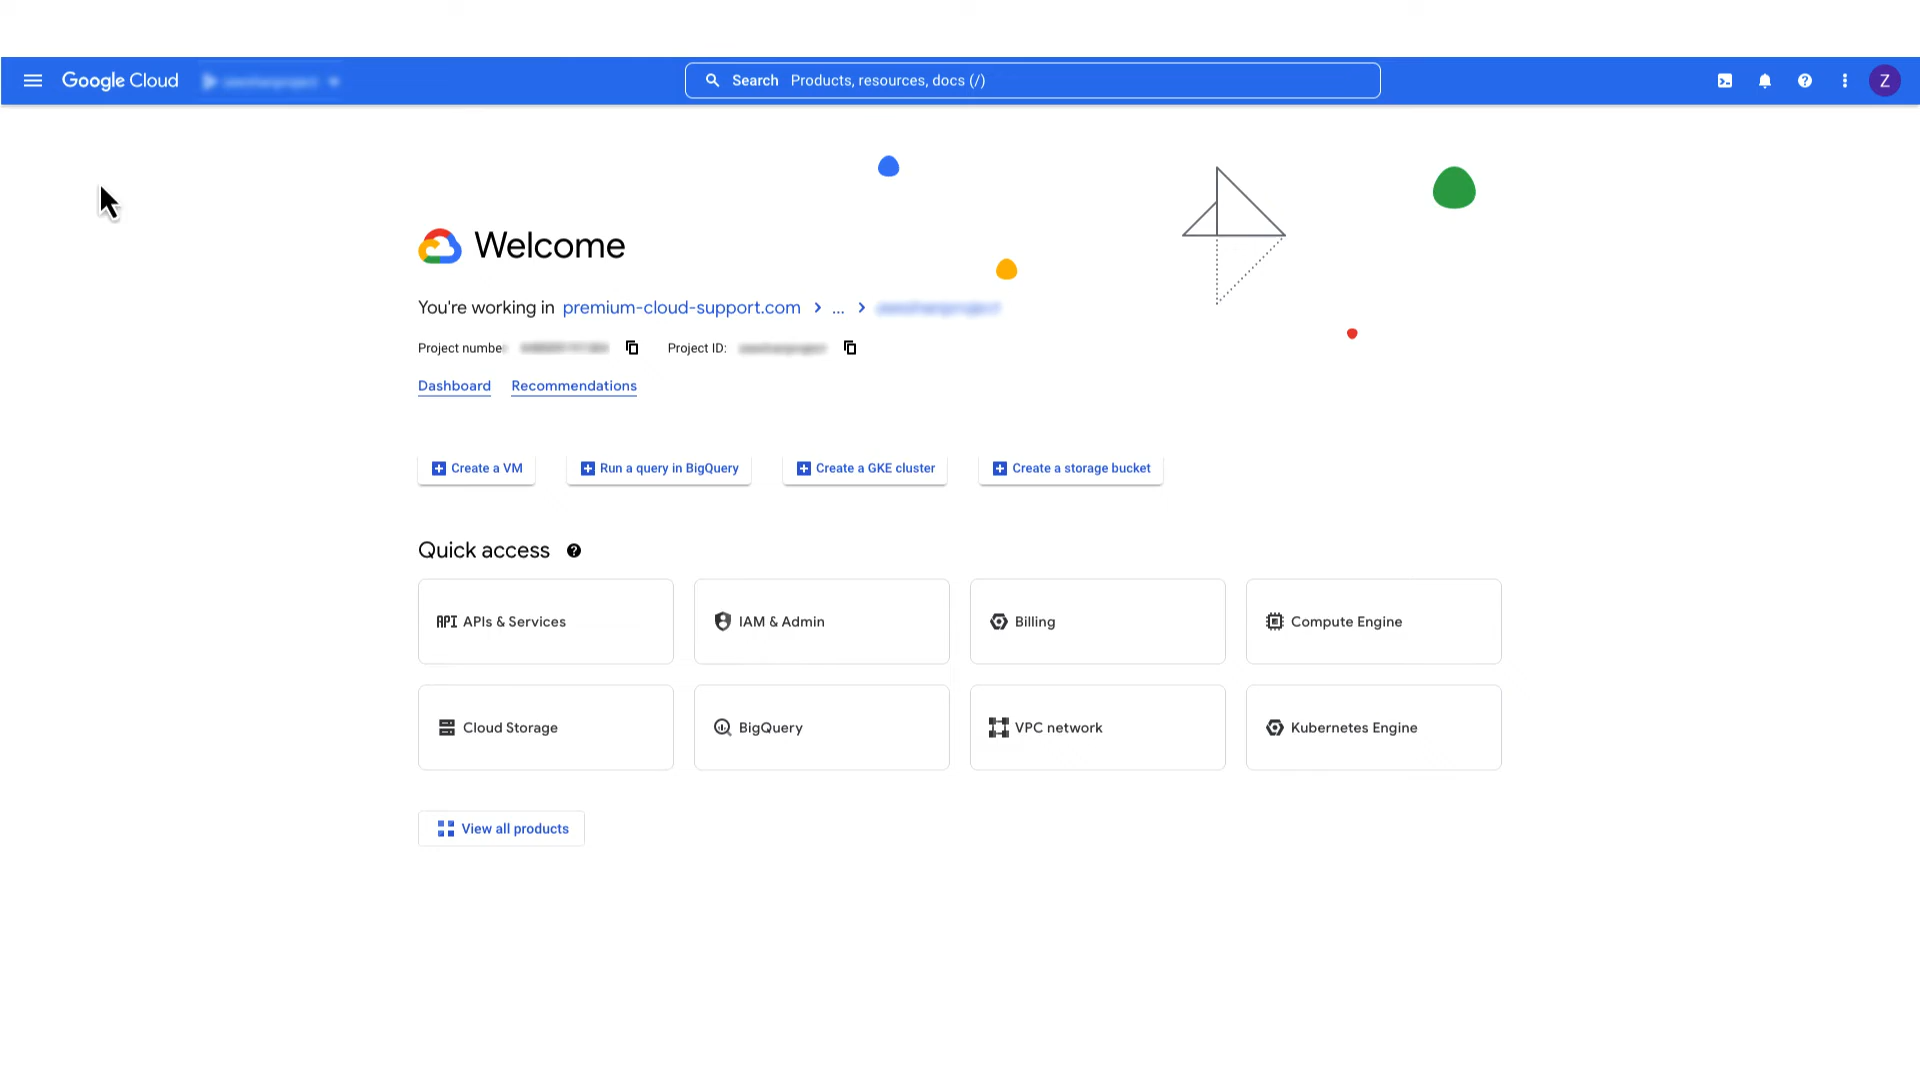 Google Cloud
Search Products, resources, docs (/)
Z
Welcome
You're working in premium-cloud-support.com > ... >
Project number Project ID:
Dashboard Recommendations
Create a VM Run a query in BigQuery Create a GKE cluster Create a storage bucket
Quick access
API APIs & Services IAM & Admin Billing Compute Engine
Cloud Storage BigQuery VPC network Kubernetes Engine
View all products